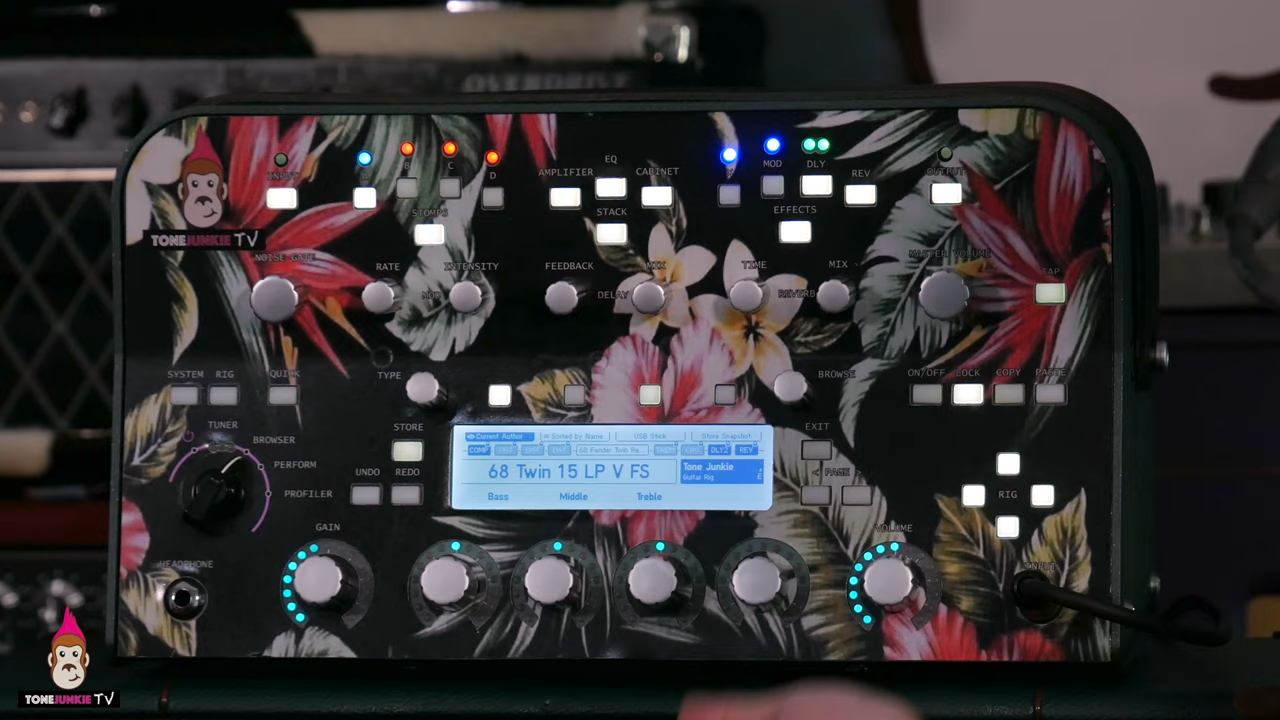 OVERDRIVE
INPUT
B
C
D
STOMPS
AMPLIFIER
EQ
CABINET
STACK
MOD
DLY
REV
EFFECTS
OUTPUT
TONEJUNKIE TV
NOISE GATE
RATE
MOD
INTENSITY
FEEDBACK
DELAY
MIX
TIME
REVERB
MIX
MASTER VOLUME
TAP
SYSTEM
RIG
QUICK
TYPE
BROWSE
ON/OFF
LOCK
COPY
PASTE
TUNER
BROWSER
PERFORM
PROFILER
STORE
UNDO
REDO
Current Author
Sorted by Name
USB Stick
Store Snapshot
COMP
DLY2
REV
68 Twin 15 LP V FS
Tone Junkie
Guitar Rig
Bass
Middle
Treble
EXIT
< PAGE >
RIG
GAIN
VOLUME
HEADPHONE
INPUT
TONEJUNKIE TV